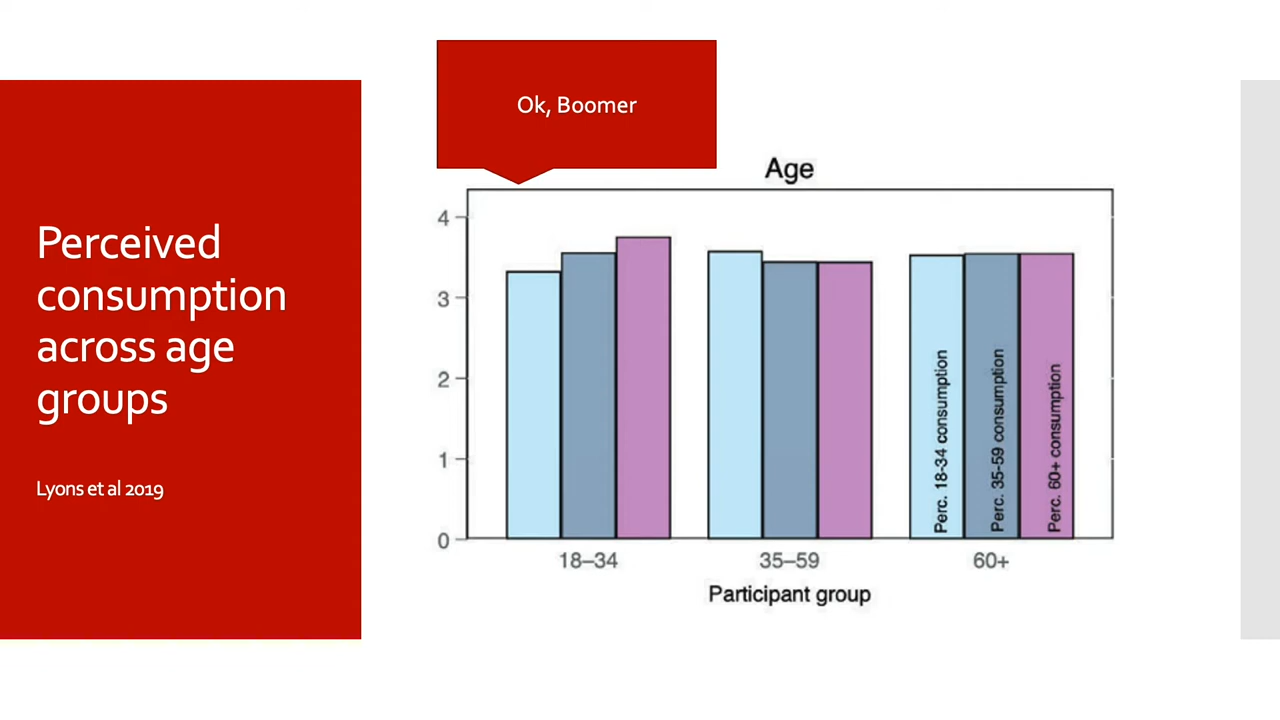 Perceived
consumption
across age
groups
Lyons et al 2019
Ok, Boomer
Age
4
3
2
1
0
Perc. 18-34 consumption
Perc. 35-59 consumption
Perc. 60+ consumption
18–34
35–59
60+
Participant group